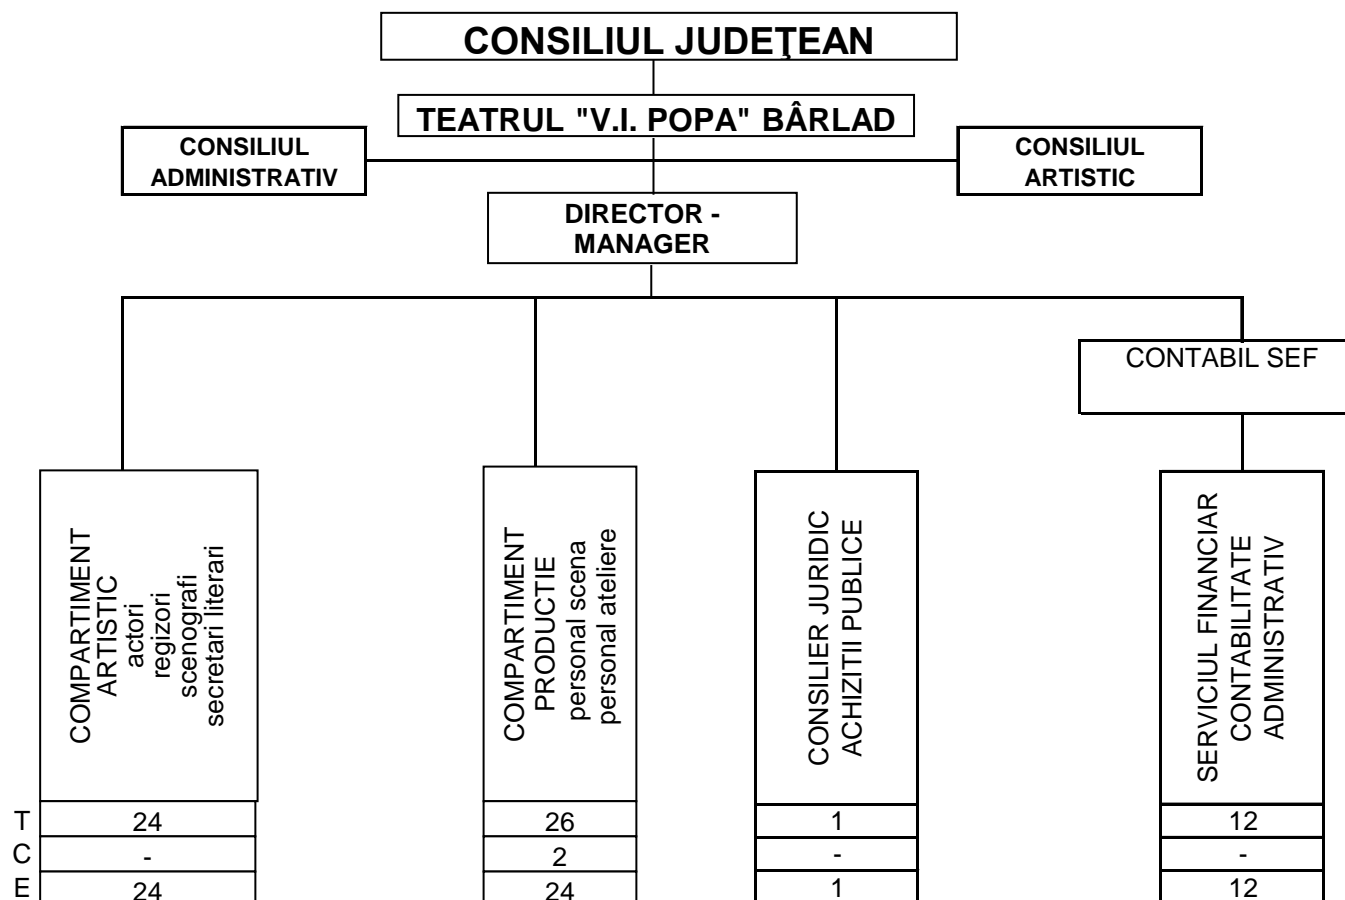 CONSILIUL JUDEŢEAN
TEATRUL "V.I. POPA" BÂRLAD
CONSILIUL
ADMINISTRATIV
CONSILIUL
ARTISTIC
DIRECTOR -
MANAGER
CONTABIL SEF
COMPARTIMENT
ARTISTIC
actori
regizori
scenografi
secretari literari
COMPARTIMENT
PRODUCTIE
personal scena
personal ateliere
CONSILIER JURIDIC
ACHIZITII PUBLICE
SERVICIUL FINANCIAR
CONTABILITATE
ADMINISTRATIV
T 24 26 1 12
C - 2 - -
E 24 24 1 12